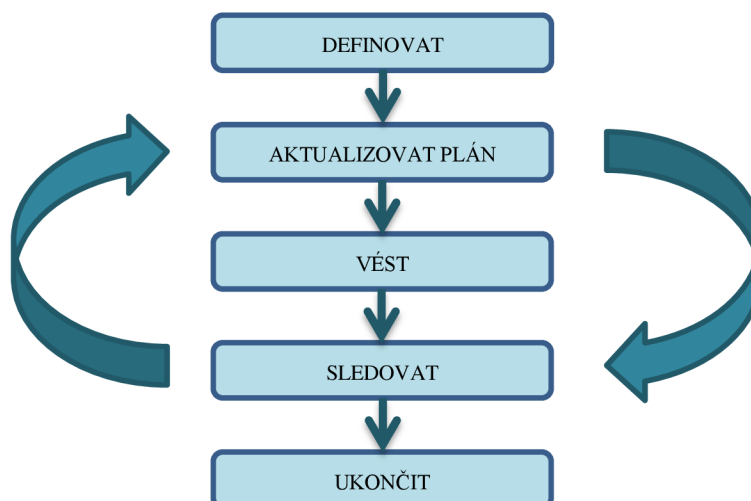 DEFINOVAT
AKTUALIZOVAT PLÁN
VÉST
SLEDOVAT
UKONČIT